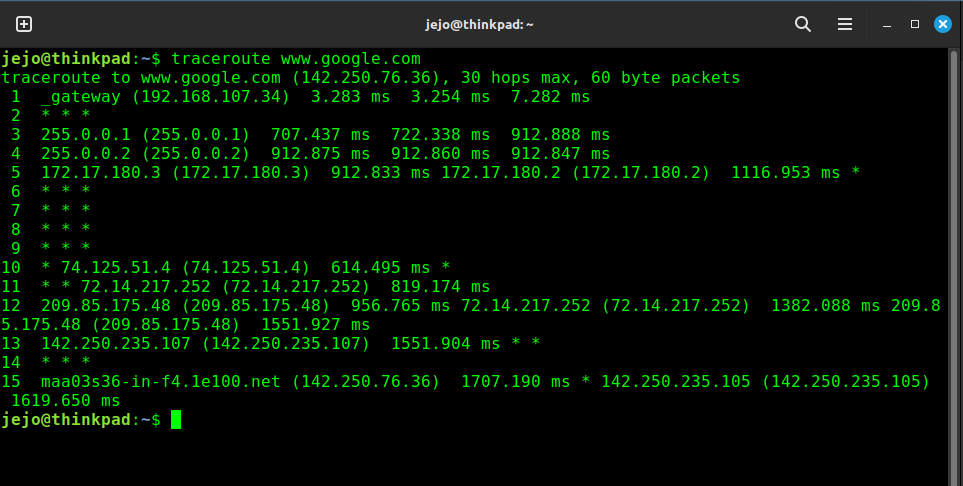 jejo@thinkpad: ~
jejo@thinkpad:~$ traceroute www.google.com
traceroute to www.google.com (142.250.76.36), 30 hops max, 60 byte packets
 1  _gateway (192.168.107.34)  3.283 ms  3.254 ms  7.282 ms
 2  * * *
 3  255.0.0.1 (255.0.0.1)  707.437 ms  722.338 ms  912.888 ms
 4  255.0.0.2 (255.0.0.2)  912.875 ms  912.860 ms  912.847 ms
 5  172.17.180.3 (172.17.180.3)  912.833 ms 172.17.180.2 (172.17.180.2)  1116.953 ms *
 6  * * *
 7  * * *
 8  * * *
 9  * * *
10  * 74.125.51.4 (74.125.51.4)  614.495 ms *
11  * * 72.14.217.252 (72.14.217.252)  819.174 ms
12  209.85.175.48 (209.85.175.48)  956.765 ms 72.14.217.252 (72.14.217.252)  1382.088 ms 209.8
5.175.48 (209.85.175.48)  1551.927 ms
13  142.250.235.107 (142.250.235.107)  1551.904 ms * *
14  * * *
15  maa03s36-in-f4.1e100.net (142.250.76.36)  1707.190 ms * 142.250.235.105 (142.250.235.105)
 1619.650 ms
jejo@thinkpad:~$